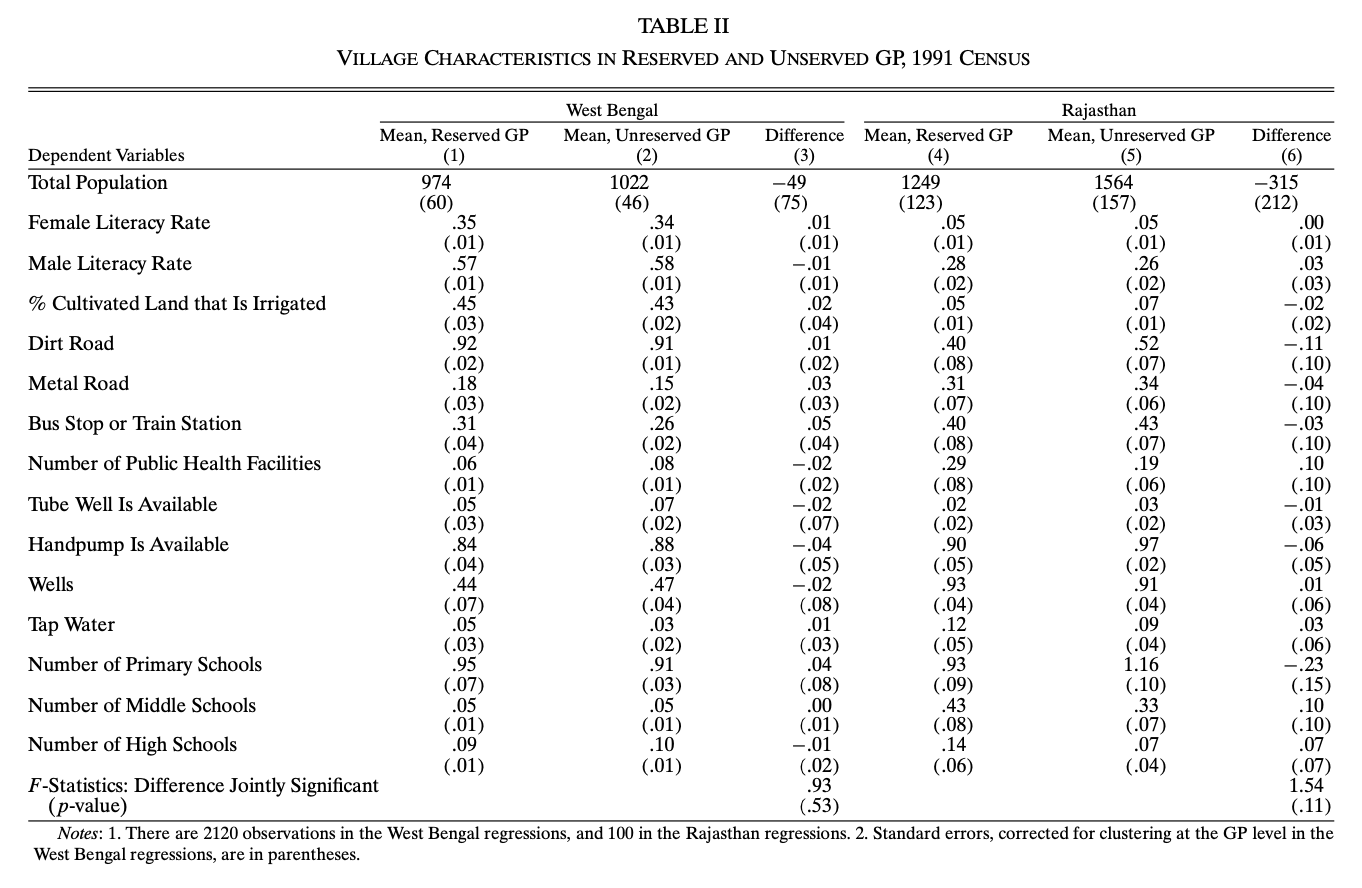 TABLE II
VILLAGE CHARACTERISTICS IN RESERVED AND UNSERVED GP, 1991 CENSUS
West Bengal Rajasthan
Mean, Reserved GP Mean, Unreserved GP Difference Mean, Reserved GP Mean, Unreserved GP Difference
Dependent Variables (1) (2) (3) (4) (5) (6)
Total Population 974 1022 −49 1249 1564 −315
(60) (46) (75) (123) (157) (212)
Female Literacy Rate .35 .34 .01 .05 .05 .00
(.01) (.01) (.01) (.01) (.01) (.01)
Male Literacy Rate .57 .58 −.01 .28 .26 .03
(.01) (.01) (.01) (.02) (.02) (.03)
% Cultivated Land that Is Irrigated .45 .43 .02 .05 .07 −.02
(.03) (.02) (.04) (.01) (.01) (.02)
Dirt Road .92 .91 .01 .40 .52 −.11
(.02) (.01) (.02) (.08) (.07) (.10)
Metal Road .18 .15 .03 .31 .34 −.04
(.03) (.02) (.03) (.07) (.06) (.10)
Bus Stop or Train Station .31 .26 .05 .40 .43 −.03
(.04) (.02) (.04) (.08) (.07) (.10)
Number of Public Health Facilities .06 .08 −.02 .29 .19 .10
(.01) (.01) (.02) (.08) (.06) (.10)
Tube Well Is Available .05 .07 −.02 .02 .03 −.01
(.03) (.02) (.07) (.02) (.02) (.03)
Handpump Is Available .84 .88 −.04 .90 .97 −.06
(.04) (.03) (.05) (.05) (.02) (.05)
Wells .44 .47 −.02 .93 .91 .01
(.07) (.04) (.08) (.04) (.04) (.06)
Tap Water .05 .03 .01 .12 .09 .03
(.03) (.02) (.03) (.05) (.04) (.06)
Number of Primary Schools .95 .91 .04 .93 1.16 −.23
(.07) (.03) (.08) (.09) (.10) (.15)
Number of Middle Schools .05 .05 .00 .43 .33 .10
(.01) (.01) (.01) (.08) (.07) (.10)
Number of High Schools .09 .10 −.01 .14 .07 .07
(.01) (.01) (.02) (.06) (.04) (.07)
F-Statistics: Difference Jointly Significant .93 1.54
(p-value) (.53) (.11)
Notes: 1. There are 2120 observations in the West Bengal regressions, and 100 in the Rajasthan regressions. 2. Standard errors, corrected for clustering at the GP level in the
West Bengal regressions, are in parentheses.